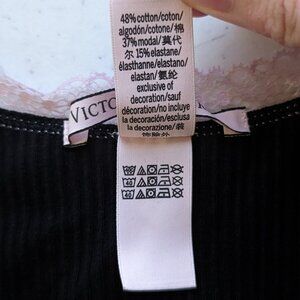 48% cotton/coton/
algodón/cotone/棉
37% modal/莫代
尔 15% elastane/
élasthanne/elastano/
elastan/氨纶
exclusive of
decoration/sauf
décoration/no incluye
la decoración/esclusa
la decorazione/装
VICTO